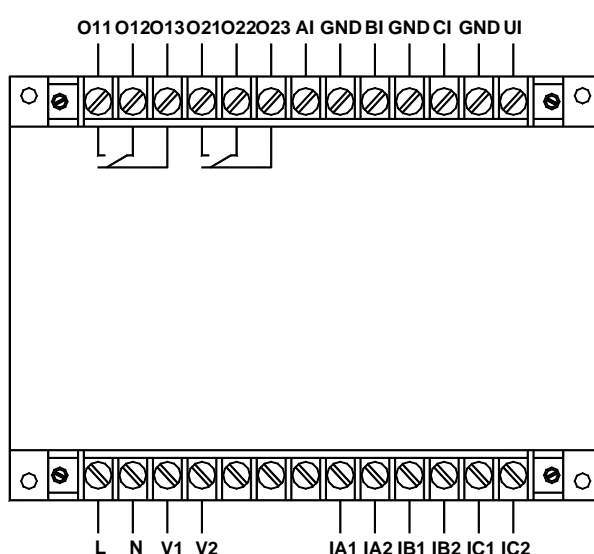 O11 O12 O13 O21 O22 O23 AI GND BI GND CI GND UI
L N V1 V2 IA1 IA2 IB1 IB2 IC1 IC2